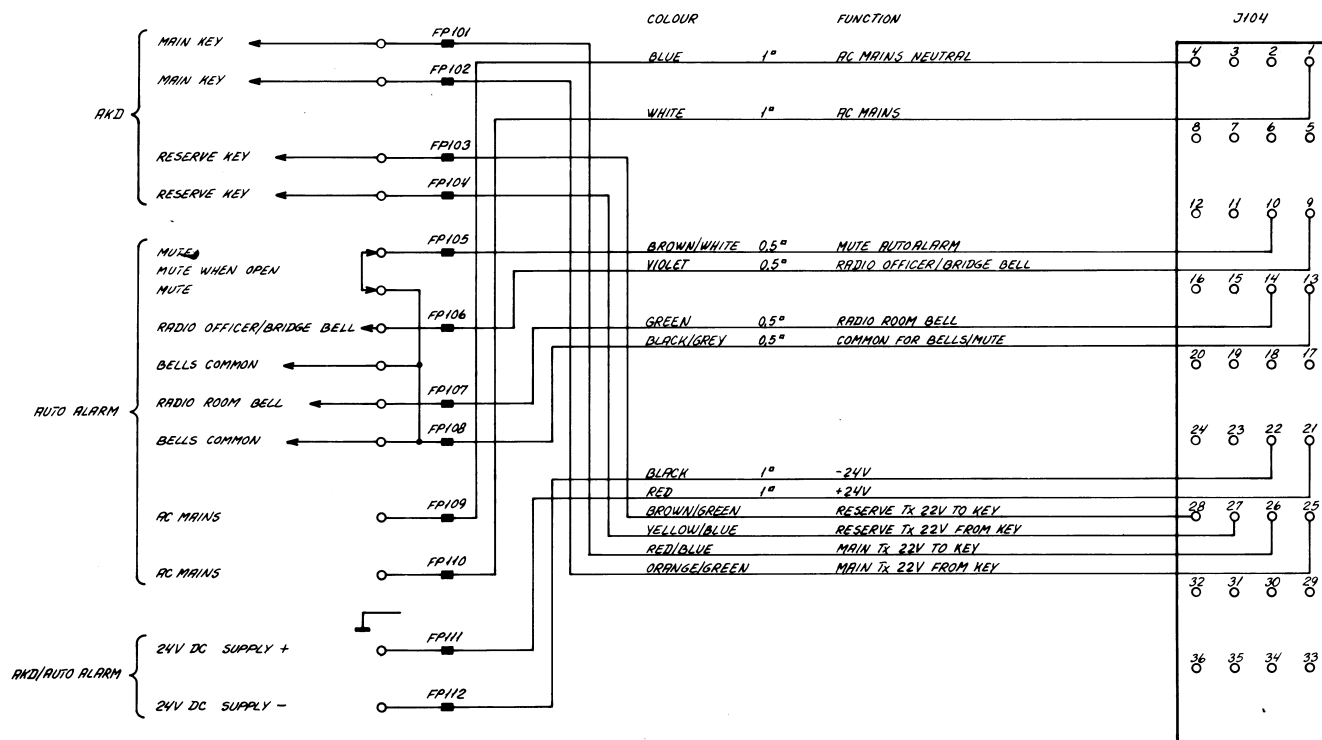 COLOUR FUNCTION J104
MAIN KEY FP101
BLUE 1▫ AC MAINS NEUTRAL 4 3 2 1
MAIN KEY FP102
AKD
WHITE 1▫ AC MAINS
8 7 6 5
RESERVE KEY FP103
RESERVE KEY FP104
12 11 10 9
MUTE FP105 BROWN/WHITE 0,5▫ MUTE AUTOALARM
MUTE WHEN OPEN VIOLET 0,5▫ RADIO OFFICER/BRIDGE BELL
MUTE 16 15 14 13
RADIO OFFICER/BRIDGE BELL FP106 GREEN 0,5▫ RADIO ROOM BELL
BLACK/GREY 0,5▫ COMMON FOR BELLS/MUTE
BELLS COMMON 20 19 18 17
RADIO ROOM BELL FP107
AUTO ALARM
BELLS COMMON FP108 24 23 22 21
BLACK 1▫ -24V
RED 1▫ +24V
AC MAINS FP109 BROWN/GREEN RESERVE Tx 22V TO KEY 28 27 26 25
YELLOW/BLUE RESERVE Tx 22V FROM KEY
RED/BLUE MAIN Tx 22V TO KEY
AC MAINS FP110 ORANGE/GREEN MAIN Tx 22V FROM KEY
32 31 30 29
24V DC SUPPLY + FP111
AKD/AUTO ALARM 36 35 34 33
24V DC SUPPLY - FP112